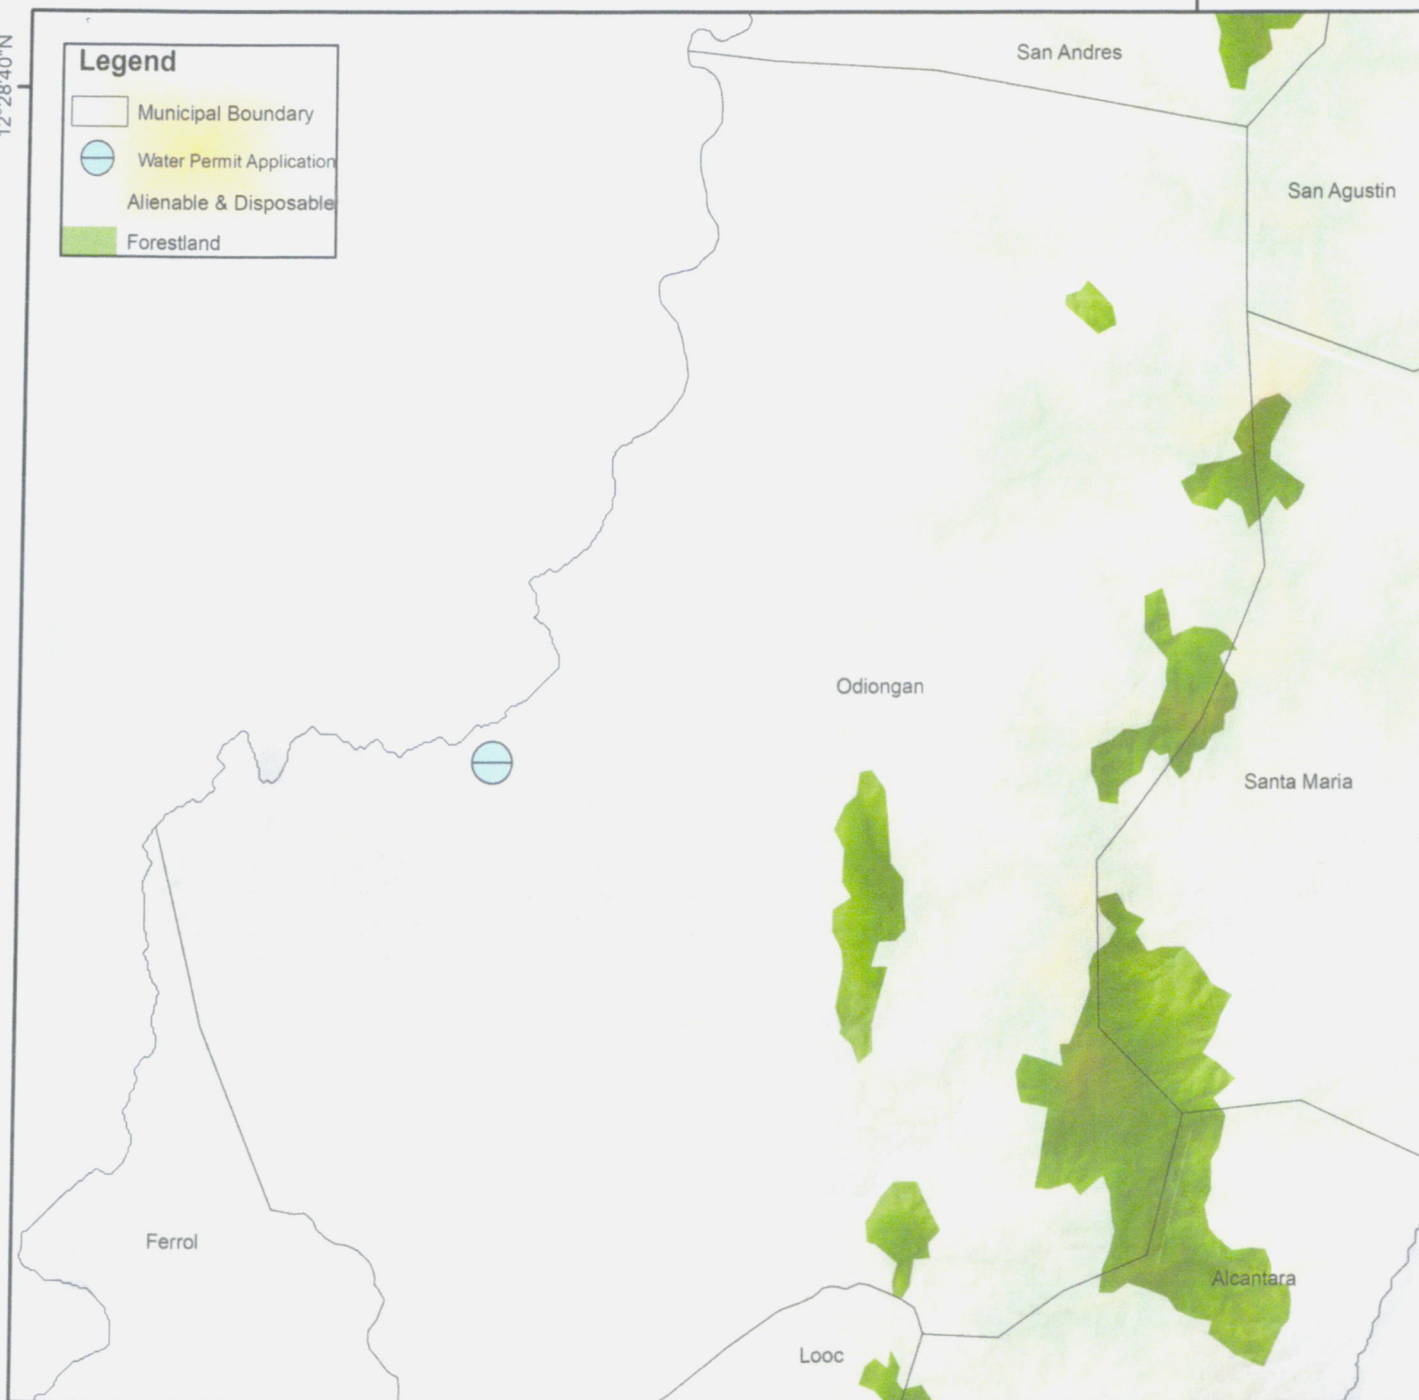 12°28'40"N
Legend
Municipal Boundary
Water Permit Application
Alienable & Disposable
Forestland
San Andres
San Agustin
Odiongan
Santa Maria
Ferrol
Alcantara
Looc